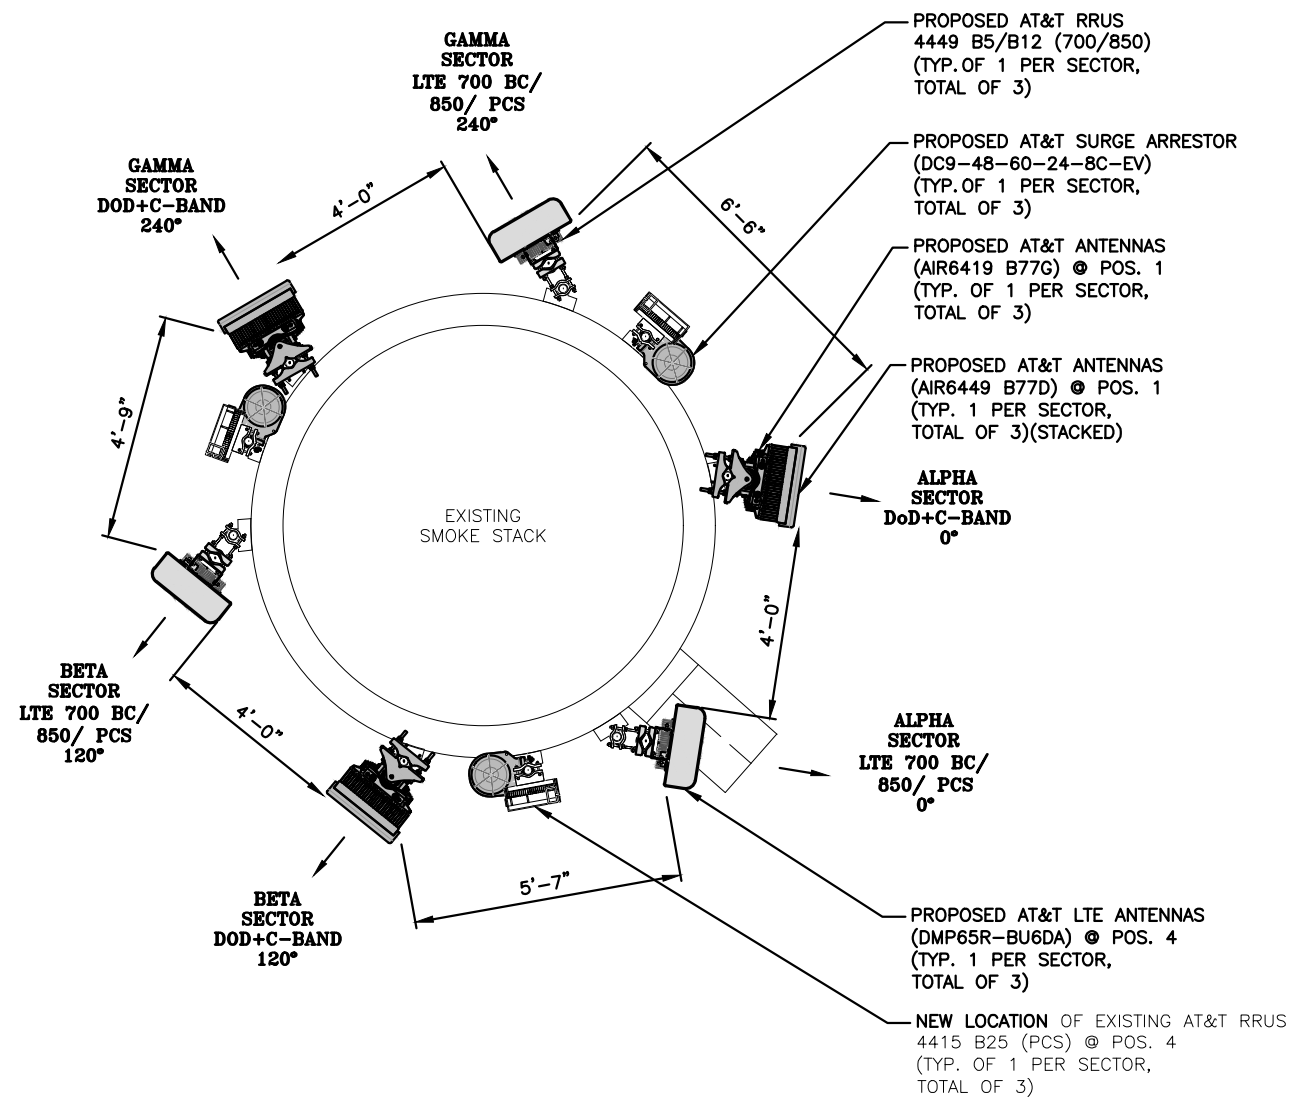 GAMMA
SECTOR
LTE 700 BC/
850/ PCS
240°
GAMMA
SECTOR
DOD+C-BAND
240°
4'-0"
6'-6"
4'-9"
PROPOSED AT&T RRUS
4449 B5/B12 (700/850)
(TYP.OF 1 PER SECTOR,
TOTAL OF 3)
PROPOSED AT&T SURGE ARRESTOR
(DC9-48-60-24-8C-EV)
(TYP.OF 1 PER SECTOR,
TOTAL OF 3)
PROPOSED AT&T ANTENNAS
(AIR6419 B77G) @ POS. 1
(TYP. OF 1 PER SECTOR,
TOTAL OF 3)
PROPOSED AT&T ANTENNAS
(AIR6449 B77D) @ POS. 1
(TYP. 1 PER SECTOR,
TOTAL OF 3)(STACKED)
ALPHA
SECTOR
DoD+C-BAND
0°
EXISTING
SMOKE STACK
4'-0"
BETA
SECTOR
LTE 700 BC/
850/ PCS
120°
4'-0"
ALPHA
SECTOR
LTE 700 BC/
850/ PCS
0°
5'-7"
BETA
SECTOR
DOD+C-BAND
120°
PROPOSED AT&T LTE ANTENNAS
(DMP65R-BU6DA) @ POS. 4
(TYP. 1 PER SECTOR,
TOTAL OF 3)
NEW LOCATION OF EXISTING AT&T RRUS
4415 B25 (PCS) @ POS. 4
(TYP. OF 1 PER SECTOR,
TOTAL OF 3)